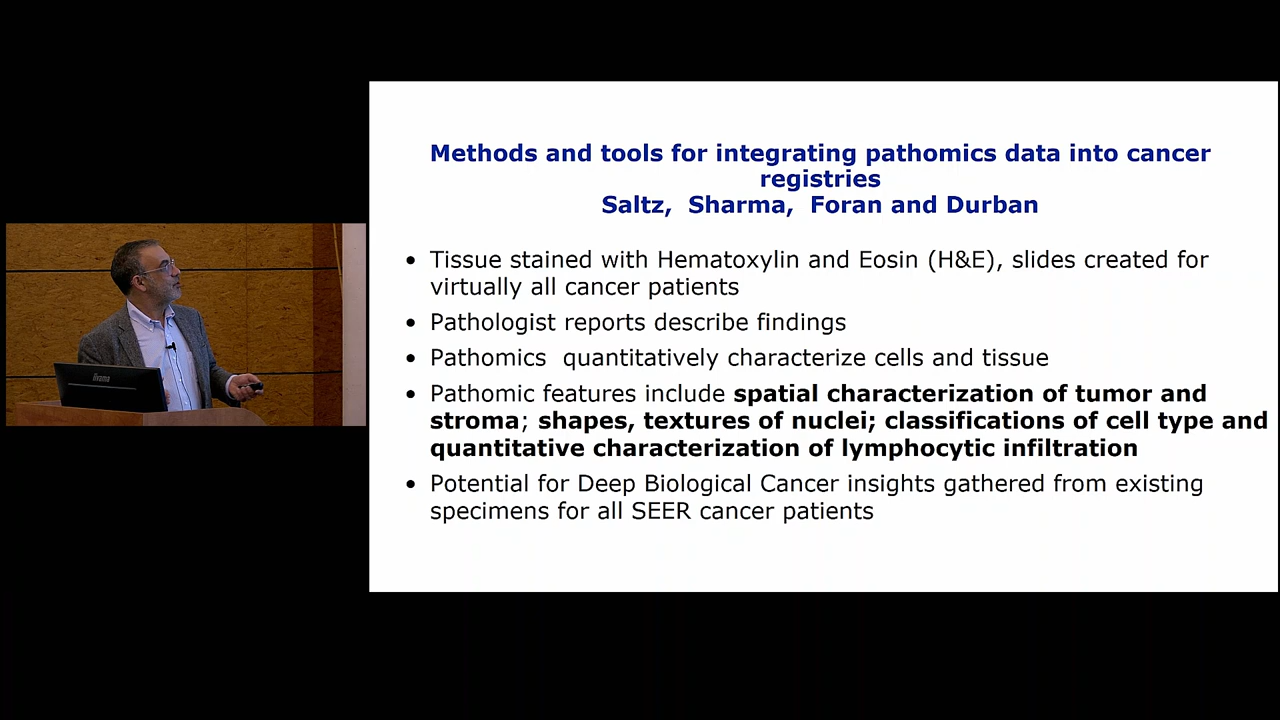 Methods and tools for integrating pathomics data into cancer
registries
Saltz, Sharma, Foran and Durban
• Tissue stained with Hematoxylin and Eosin (H&E), slides created for
virtually all cancer patients
• Pathologist reports describe findings
• Pathomics quantitatively characterize cells and tissue
• Pathomic features include spatial characterization of tumor and
stroma; shapes, textures of nuclei; classifications of cell type and
quantitative characterization of lymphocytic infiltration
• Potential for Deep Biological Cancer insights gathered from existing
specimens for all SEER cancer patients
iiyama